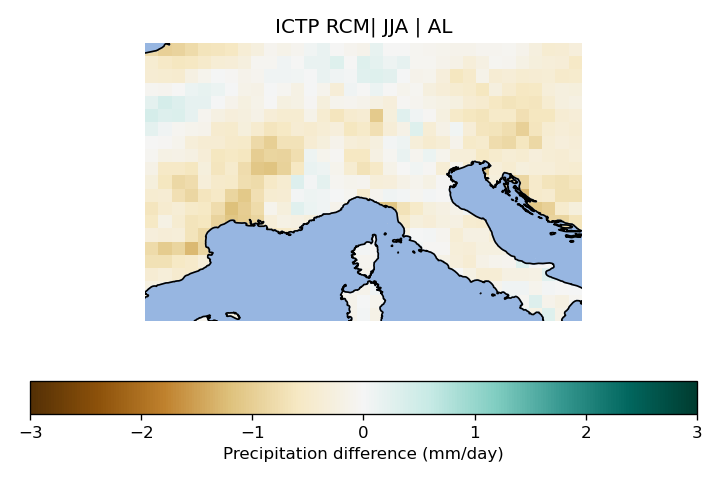 ICTP RCM| JJA | AL
−3 −2 −1 0 1 2 3
Precipitation difference (mm/day)